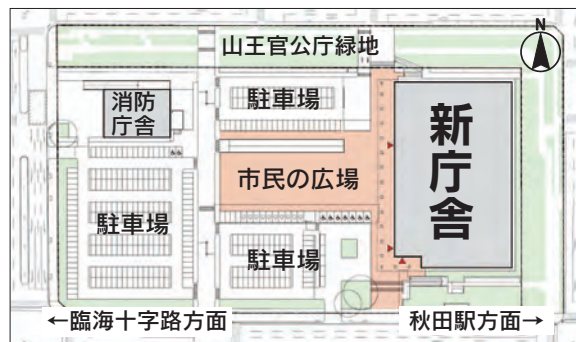 山王官公庁緑地
N
消防
庁舎
駐車場
新庁舎
市民の広場
駐車場
駐車場
←臨海十字路方面
秋田駅方面→